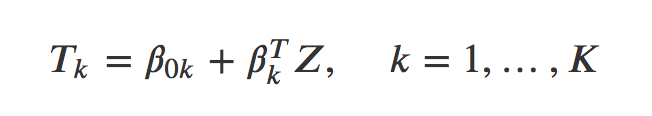 T_k = β_{0k} + β_k^T Z,    k = 1, … , K